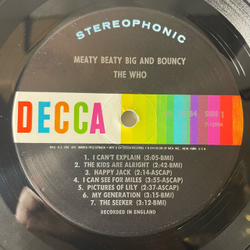 STEREOPHONIC
MEATY BEATY BIG AND BOUNCY
THE WHO
DECCA
SIDE 1
1. I CAN'T EXPLAIN (2:05-BMI)
2. THE KIDS ARE ALRIGHT (2:42-BMI)
3. HAPPY JACK (2:14-ASCAP)
4. I CAN SEE FOR MILES (3:55-ASCAP)
5. PICTURES OF LILY (2:37-ASCAP)
6. MY GENERATION (3:15-BMI)
7. THE SEEKER (3:12-BMI)
RECORDED IN ENGLAND